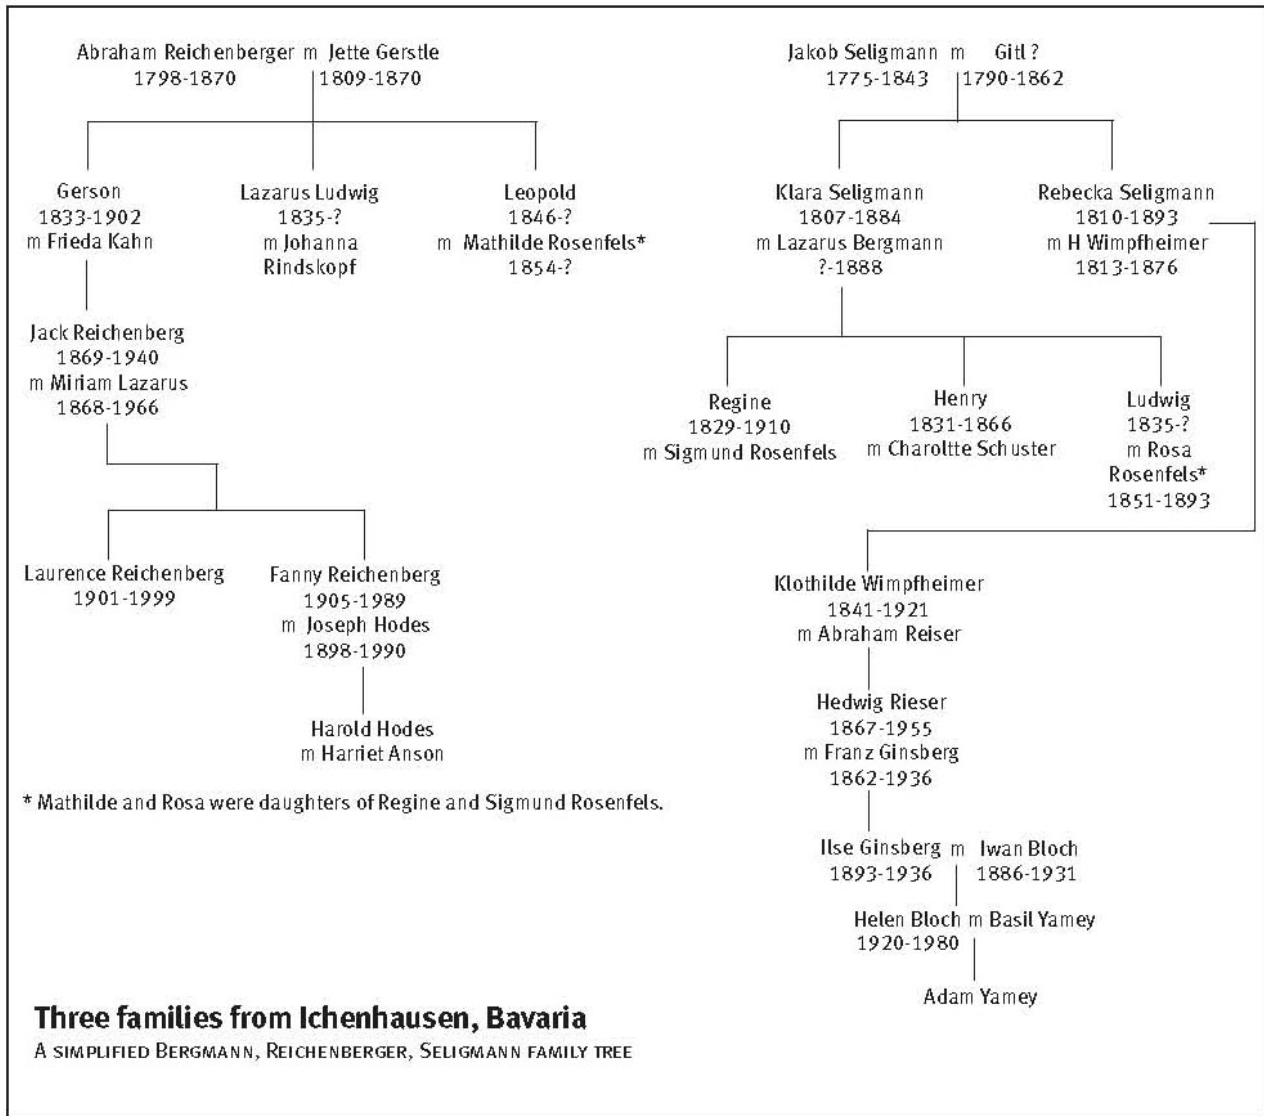 Abraham Reichenberger m Jette Gerstle
1798-1870 1809-1870
Jakob Seligmann m Gitl ?
1775-1843 1790-1862
Gerson
1833-1902
m Frieda Kahn
Lazarus Ludwig
1835-?
m Johanna
Rindskopf
Leopold
1846-?
m Mathilde Rosenfels*
1854-?
Klara Seligmann
1807-1884
m Lazarus Bergmann
?-1888
Rebecka Seligmann
1810-1893
m H Wimpfheimer
1813-1876
Jack Reichenberg
1869-1940
m Miriam Lazarus
1868-1966
Regine
1829-1910
m Sigmund Rosenfels
Henry
1831-1866
m Charoltte Schuster
Ludwig
1835-?
m Rosa
Rosenfels*
1851-1893
Laurence Reichenberg
1901-1999
Fanny Reichenberg
1905-1989
m Joseph Hodes
1898-1990
Klothilde Wimpfheimer
1841-1921
m Abraham Reiser
Harold Hodes
m Harriet Anson
Hedwig Rieser
1867-1955
m Franz Ginsberg
1862-1936
* Mathilde and Rosa were daughters of Regine and Sigmund Rosenfels.
Ilse Ginsberg m Iwan Bloch
1893-1936 1886-1931
Helen Bloch m Basil Yamey
1920-1980
Adam Yamey
Three families from Ichenhausen, Bavaria
A SIMPLIFIED BERGMANN, REICHENBERGER, SELIGMANN FAMILY TREE